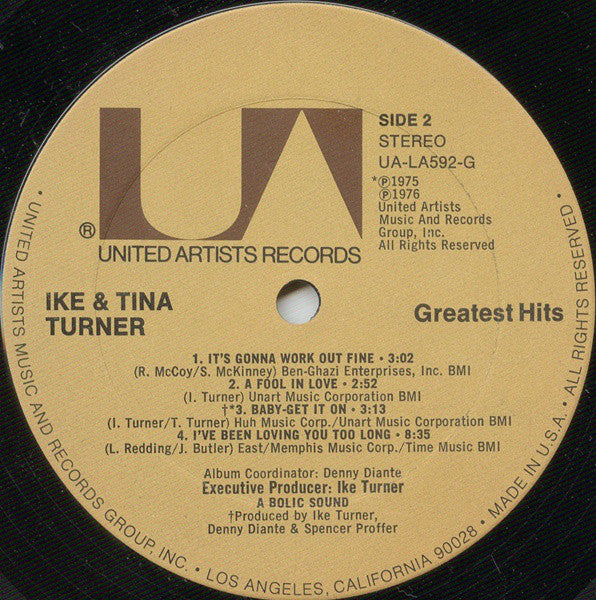 UA
SIDE 2
STEREO
UA-LA592-G
*Ⓟ1975
Ⓟ1976
United Artists
Music And Records
Group, Inc.
All Rights Reserved
®
UNITED ARTISTS RECORDS
IKE & TINA
TURNER
Greatest Hits
1. IT'S GONNA WORK OUT FINE • 3:02
(R. McCoy/S. McKinney) Ben-Ghazi Enterprises, Inc. BMI
2. A FOOL IN LOVE • 2:52
(I. Turner) Unart Music Corporation BMI
†*3. BABY-GET IT ON • 3:13
(I. Turner/T. Turner) Huh Music Corp./Unart Music Corporation BMI
4. I'VE BEEN LOVING YOU TOO LONG • 8:35
(L. Redding/J. Butler) East/Memphis Music Corp./Time Music BMI
Album Coordinator: Denny Diante
Executive Producer: Ike Turner
A BOLIC SOUND
†Produced by Ike Turner,
Denny Diante & Spencer Proffer
• UNITED ARTISTS MUSIC AND RECORDS GROUP, INC. • LOS ANGELES, CALIFORNIA 90028 • MADE IN U.S.A. • ALL RIGHTS RESERVED •